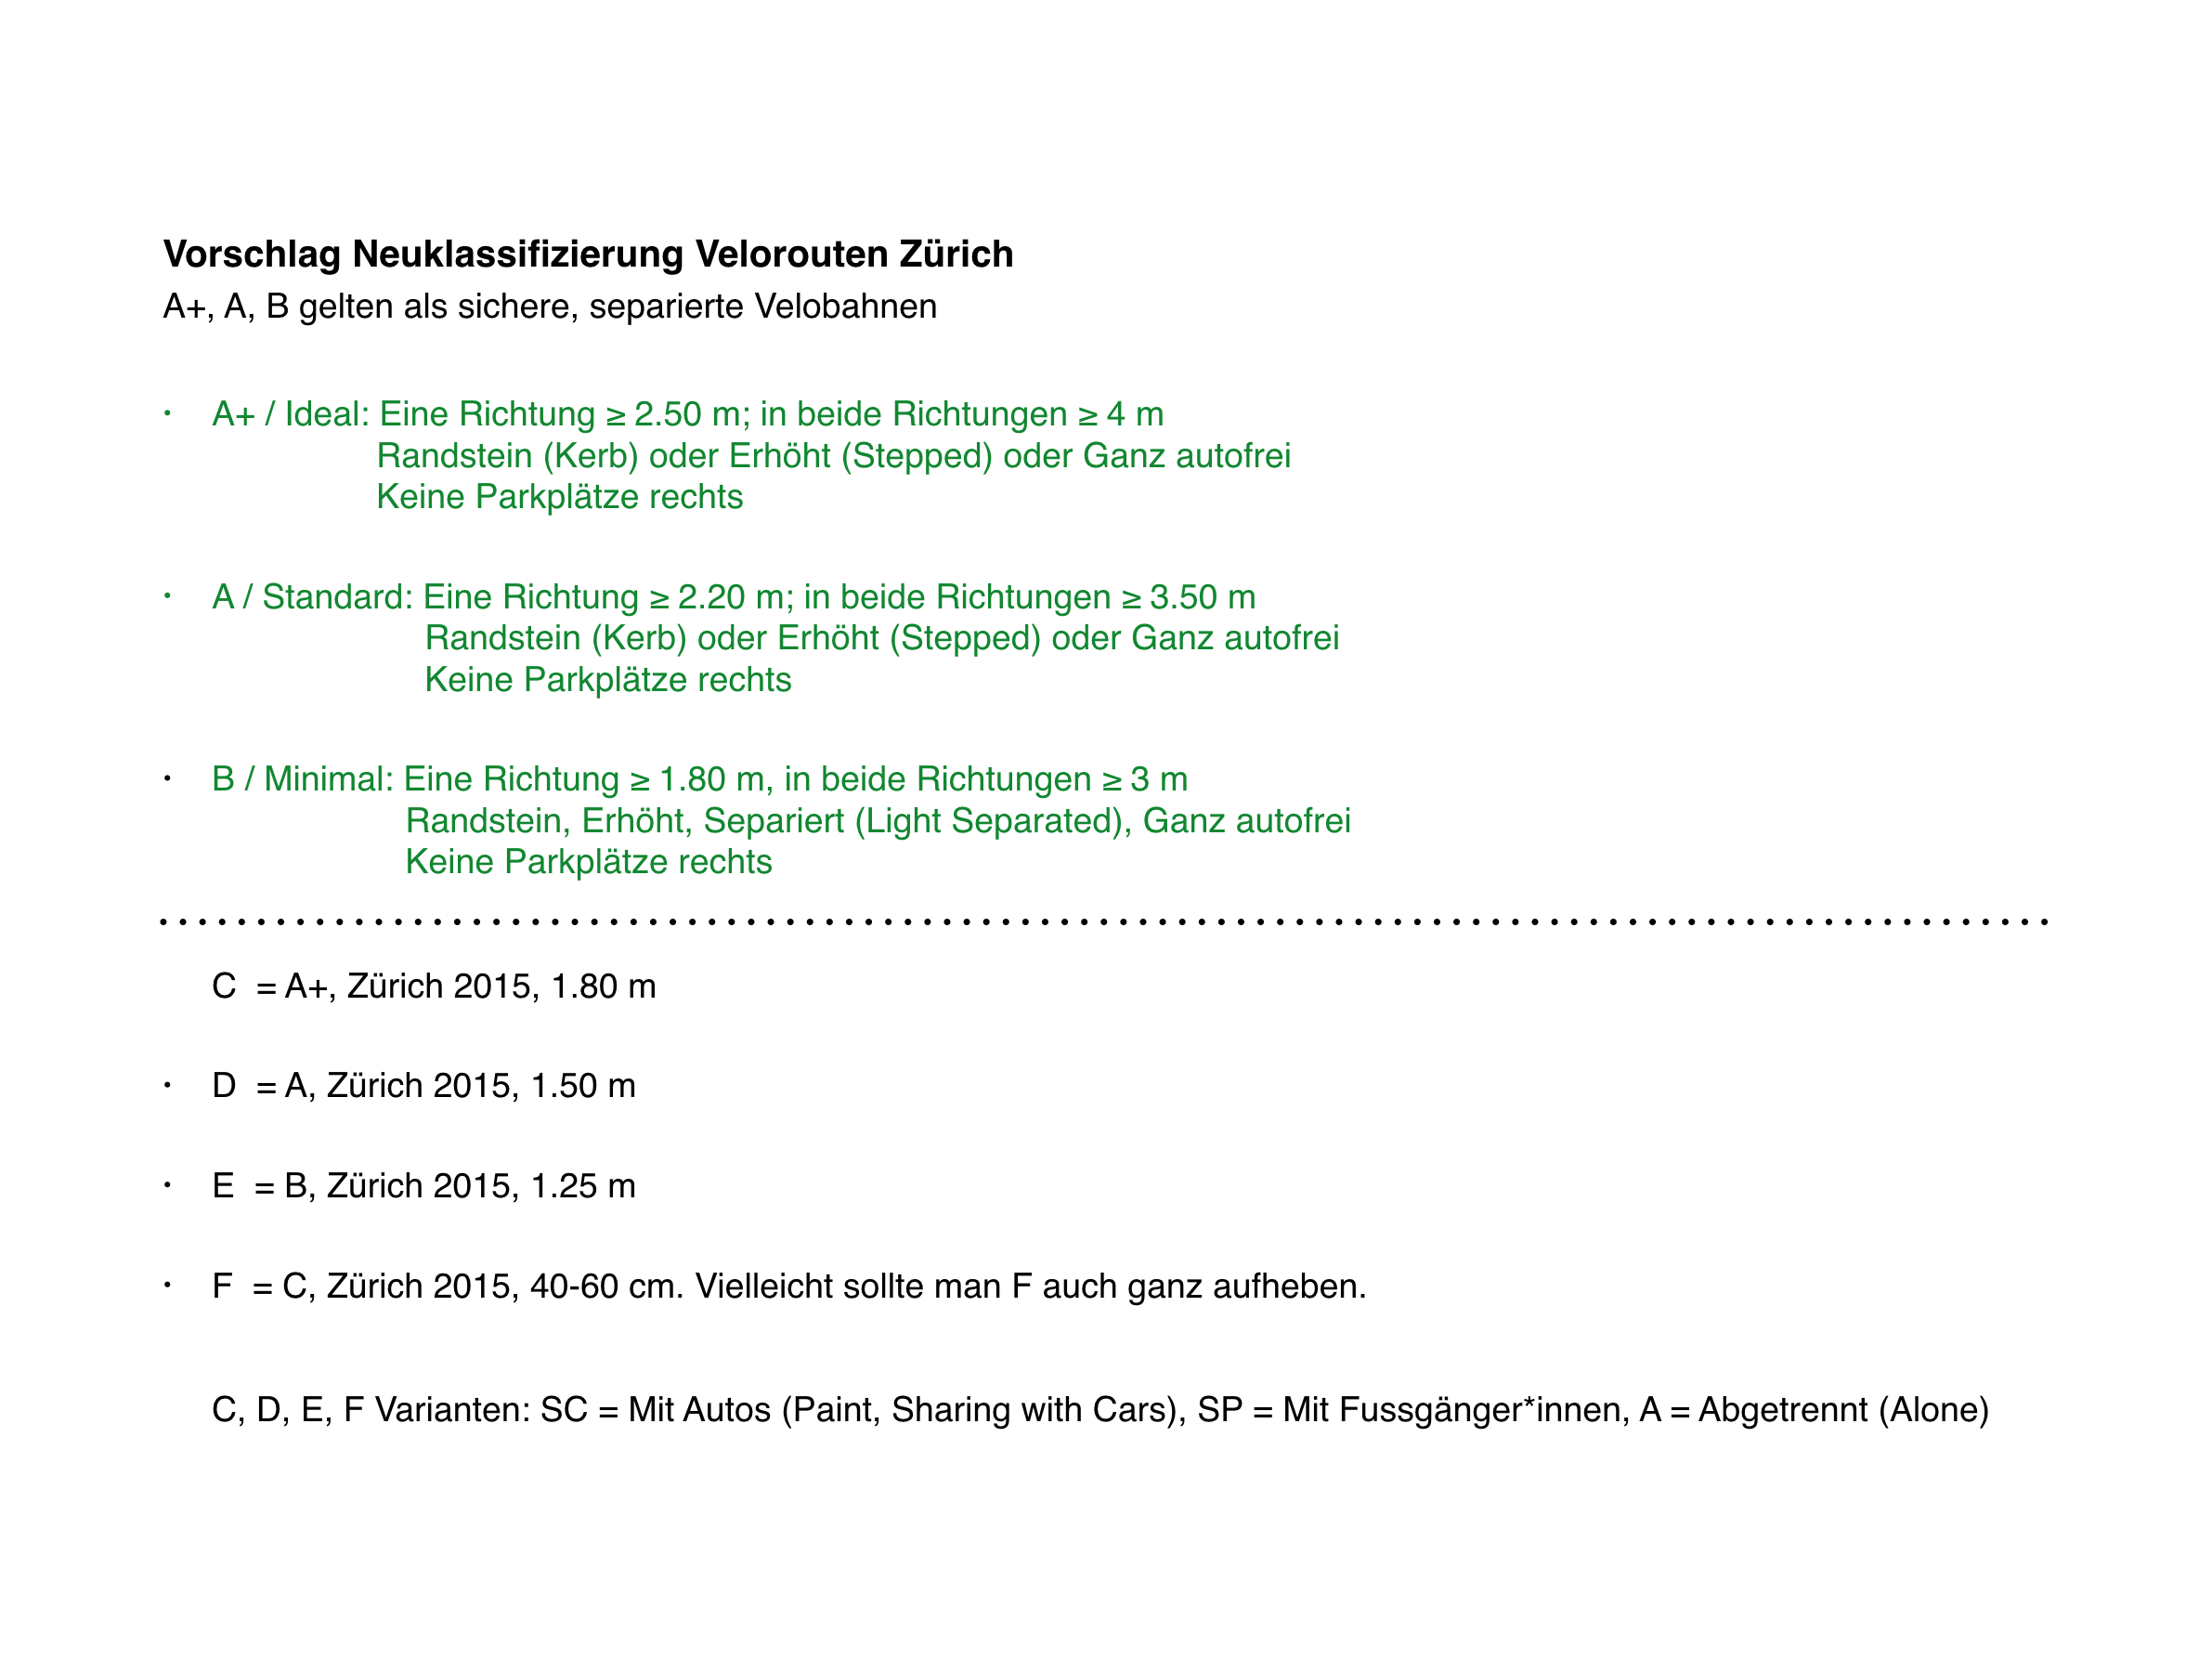 Vorschlag Neuklassifizierung Velorouten Zürich
A+, A, B gelten als sichere, separierte Velobahnen
• A+ / Ideal: Eine Richtung ≥ 2.50 m; in beide Richtungen ≥ 4 m
Randstein (Kerb) oder Erhöht (Stepped) oder Ganz autofrei
Keine Parkplätze rechts
• A / Standard: Eine Richtung ≥ 2.20 m; in beide Richtungen ≥ 3.50 m
Randstein (Kerb) oder Erhöht (Stepped) oder Ganz autofrei
Keine Parkplätze rechts
• B / Minimal: Eine Richtung ≥ 1.80 m, in beide Richtungen ≥ 3 m
Randstein, Erhöht, Separiert (Light Separated), Ganz autofrei
Keine Parkplätze rechts
C = A+, Zürich 2015, 1.80 m
• D = A, Zürich 2015, 1.50 m
• E = B, Zürich 2015, 1.25 m
• F = C, Zürich 2015, 40-60 cm. Vielleicht sollte man F auch ganz aufheben.
C, D, E, F Varianten: SC = Mit Autos (Paint, Sharing with Cars), SP = Mit Fussgänger*innen, A = Abgetrennt (Alone)